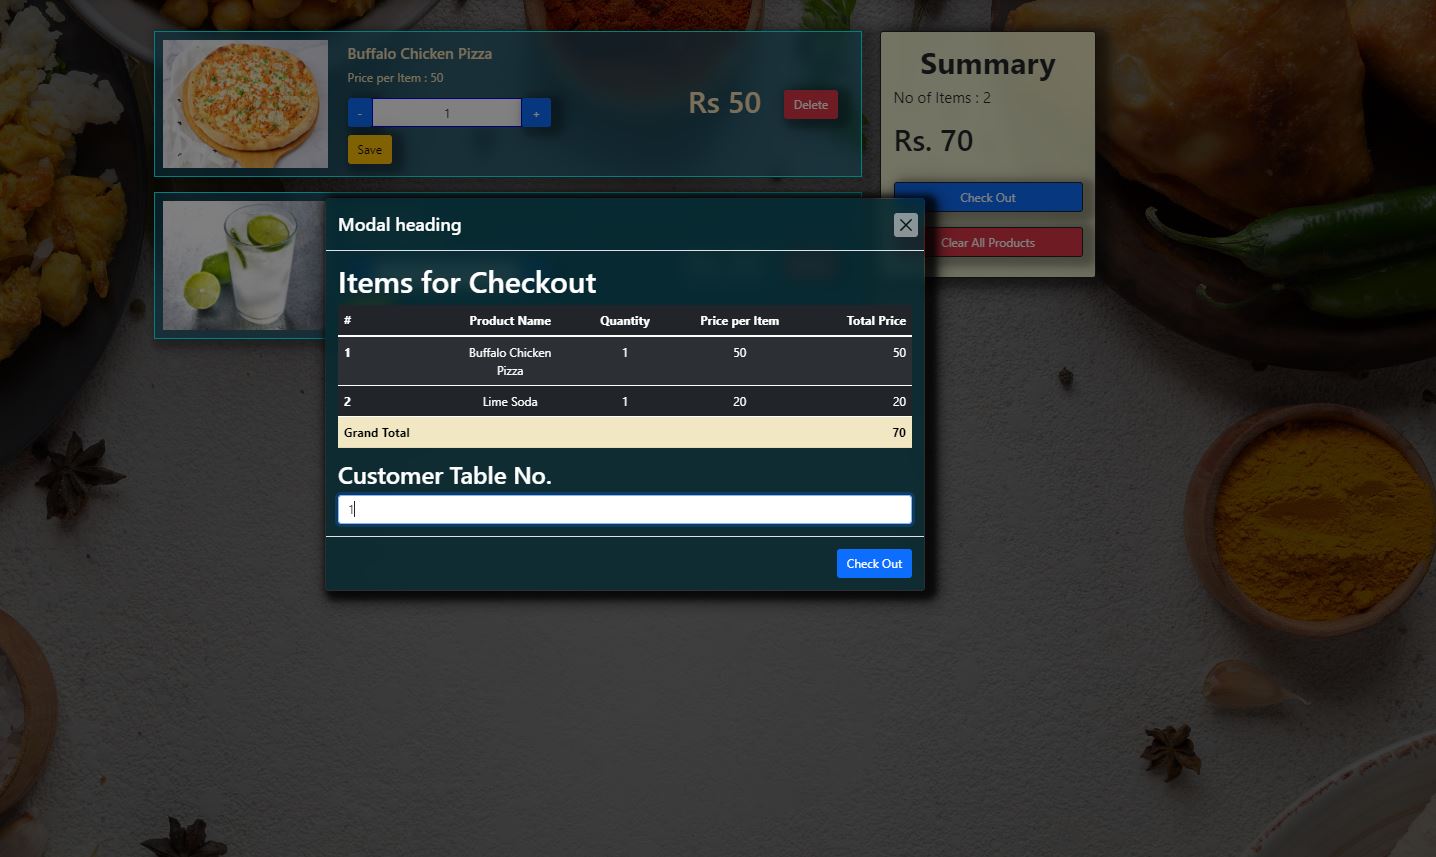 Buffalo Chicken Pizza
Price per Item : 50
-
1
+
Save
Rs 50
Delete
Summary
No of Items : 2
Rs. 70
Check Out
Clear All Products
Modal heading
Items for Checkout
# Product Name Quantity Price per Item Total Price
1 Buffalo Chicken 1 50 50
Pizza
2 Lime Soda 1 20 20
Grand Total 70
Customer Table No.
1
Check Out